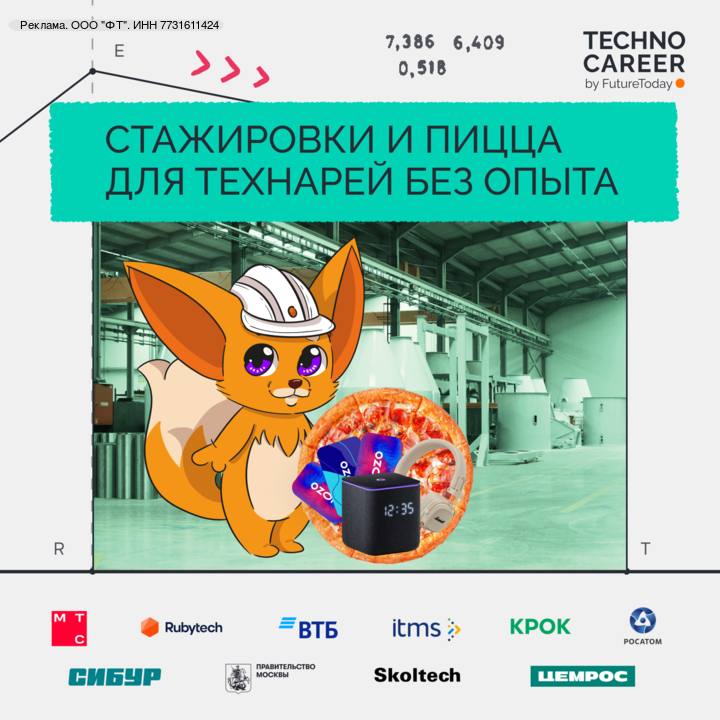 Реклама. ООО "ФТ". ИНН 7731611424
E
7,386 6,409
0,518
TECHNO
CAREER
by FutureToday
СТАЖИРОВКИ И ПИЦЦА
ДЛЯ ТЕХНАРЕЙ БЕЗ ОПЫТА
OZON
12:35
R
T
МТС
Rubytech
ВТБ
itms
КРОК
РОСАТОМ
СИБУР
ПРАВИТЕЛЬСТВО
МОСКВЫ
Skoltech
ЦЕМРОС